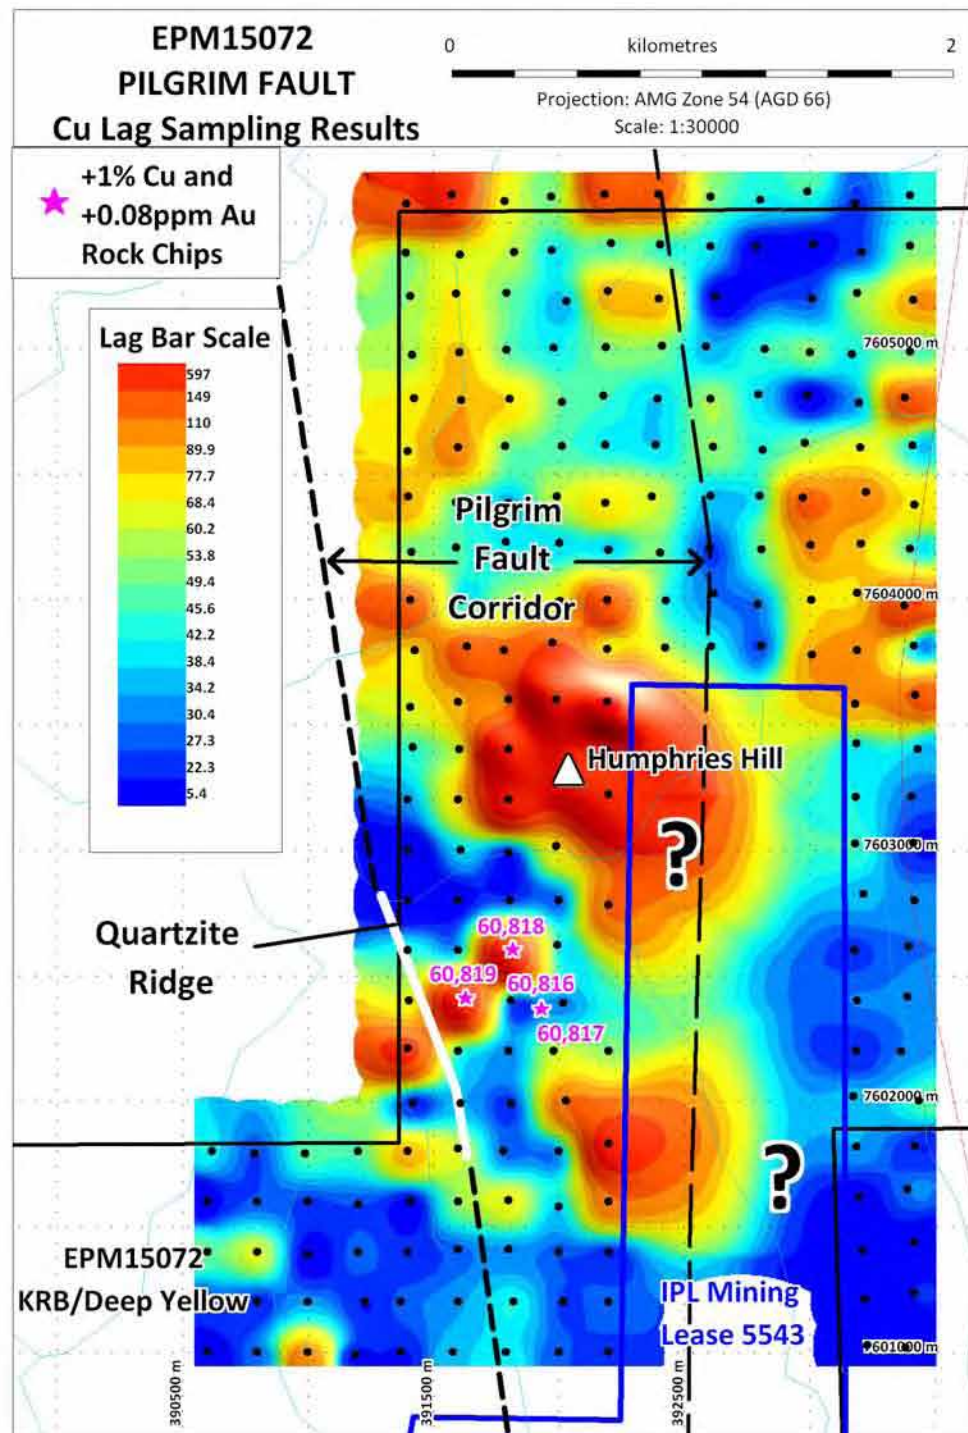 EPM15072
PILGRIM FAULT
Cu Lag Sampling Results
0 kilometres 2
Projection: AMG Zone 54 (AGD 66)
Scale: 1:30000
+1% Cu and
+0.08ppm Au
Rock Chips
Lag Bar Scale
597
149
110
89.9
77.7
68.4
60.2
53.8
49.4
45.6
42.2
38.4
34.2
30.4
27.3
22.3
5.4
7605000 m
Pilgrim
Fault
Corridor
7604000 m
Humphries Hill
?
7603000 m
Quartzite
Ridge
60,818
60,819
60,816
60,817
7602000 m
?
EPM15072
KRB/Deep Yellow
IPL Mining
Lease 5543
7601000 m
390500 m
391500 m
392500 m